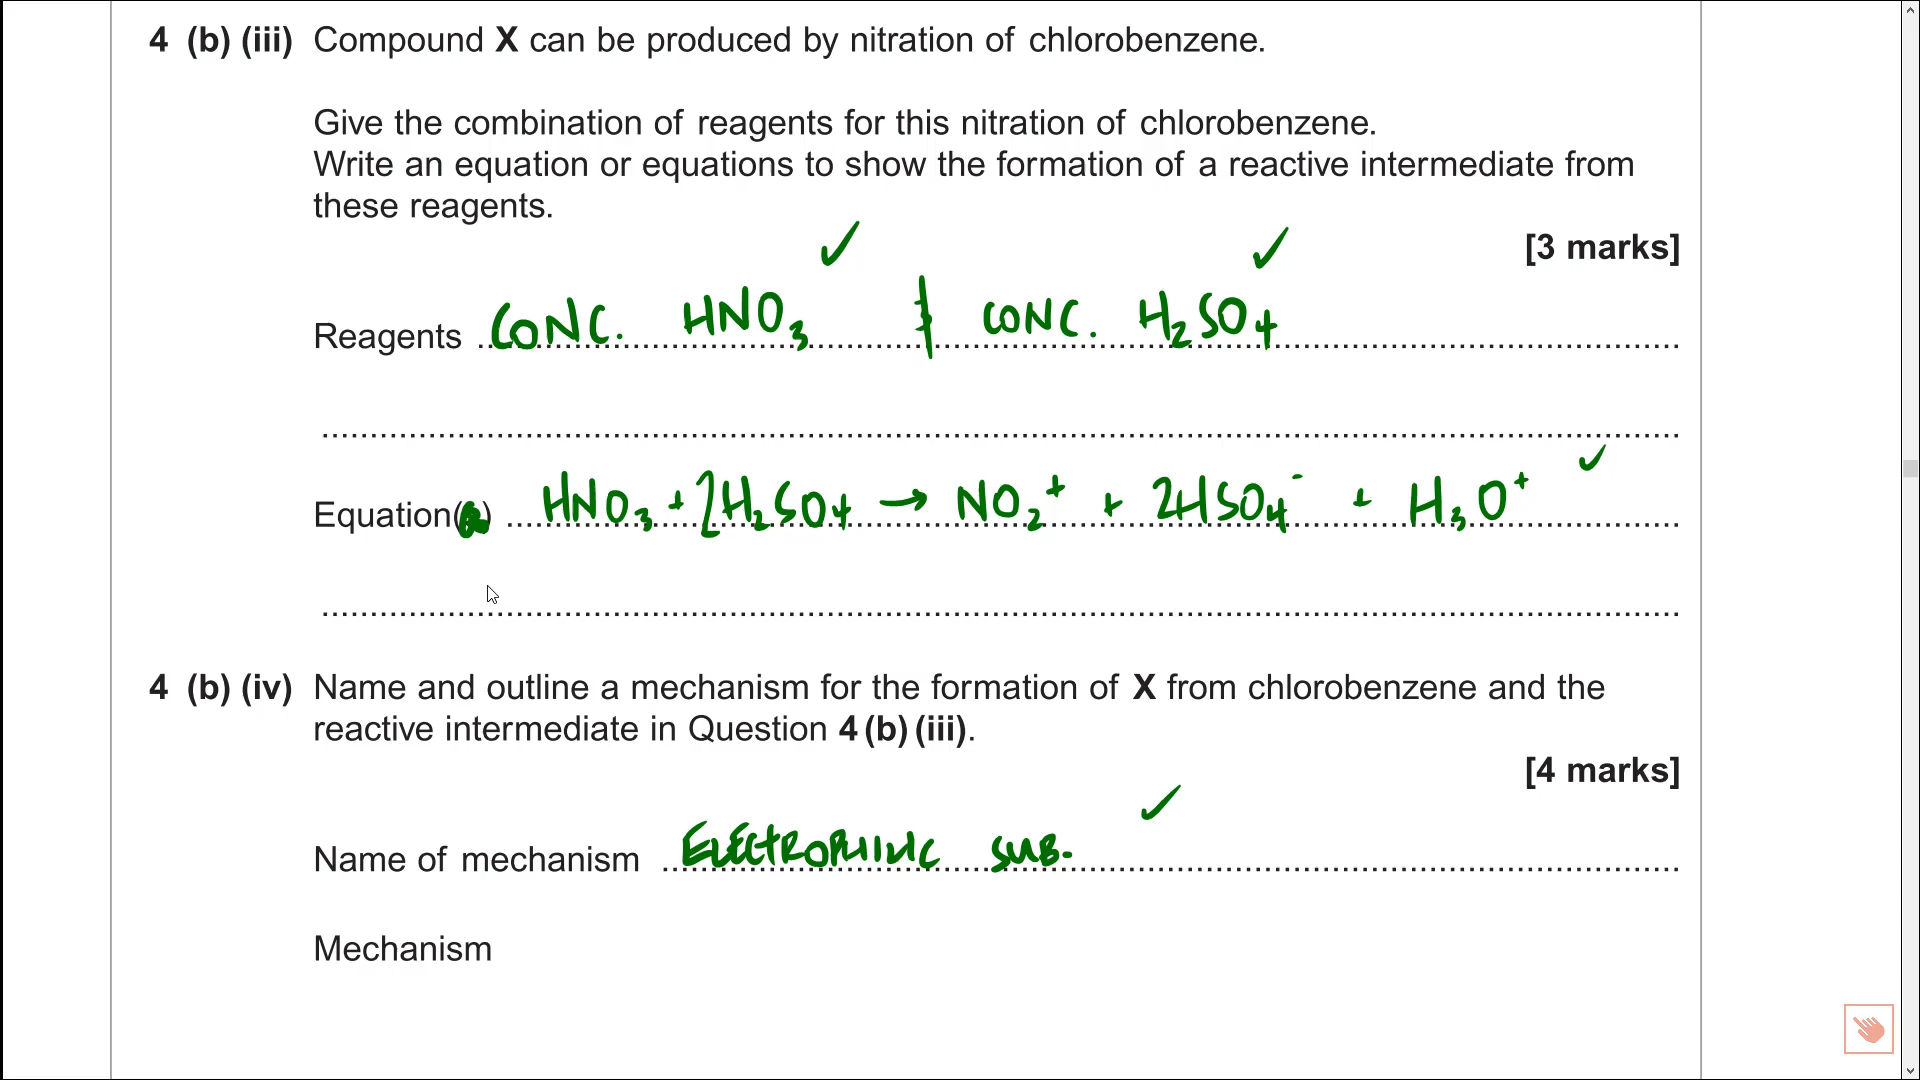 4 (b) (iii) Compound X can be produced by nitration of chlorobenzene.
Give the combination of reagents for this nitration of chlorobenzene.
Write an equation or equations to show the formation of a reactive intermediate from
these reagents.
[3 marks]
Reagents CONC. HNO₃ & CONC. H₂SO₄
Equation( ) HNO₃ + 2H₂SO₄ → NO₂⁺ + 2HSO₄⁻ + H₃O⁺
4 (b) (iv) Name and outline a mechanism for the formation of X from chlorobenzene and the
reactive intermediate in Question 4 (b) (iii).
[4 marks]
Name of mechanism ELECTROPHILIC SUB.
Mechanism